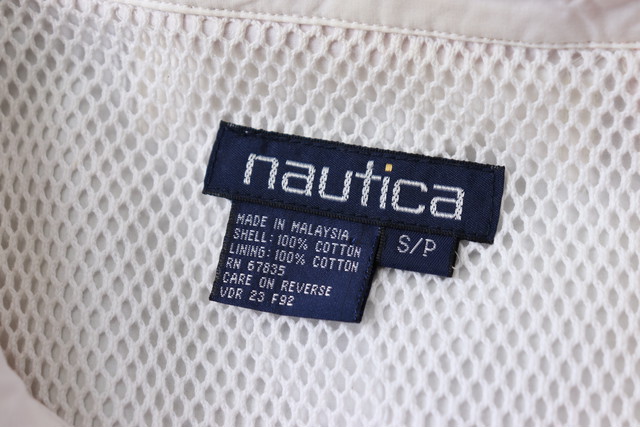 nautica
MADE IN MALAYSIA
SHELL: 100% COTTON
LINING: 100% COTTON
RN 67835
CARE ON REVERSE
VDR 23 F92
S/P